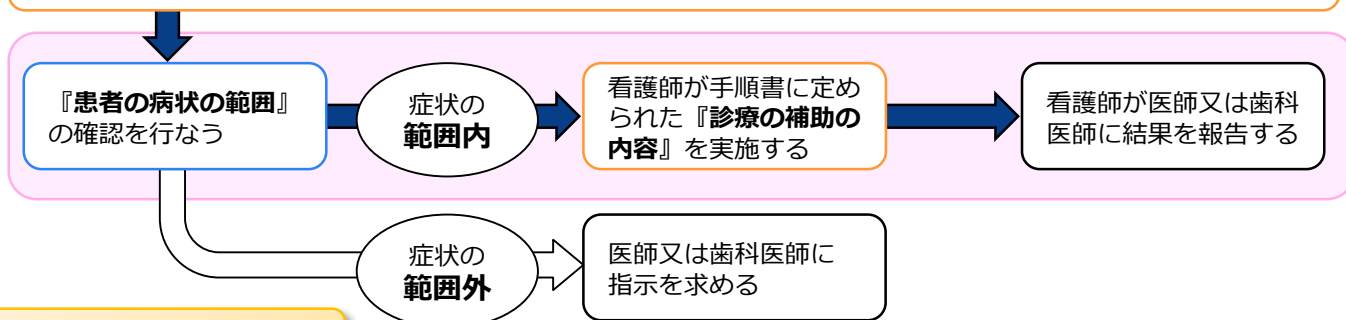 『患者の病状の範囲』
の確認を行なう
症状の
範囲内
看護師が手順書に定め
られた『診療の補助の
内容』を実施する
看護師が医師又は歯科
医師に結果を報告する
症状の
範囲外
医師又は歯科医師に
指示を求める